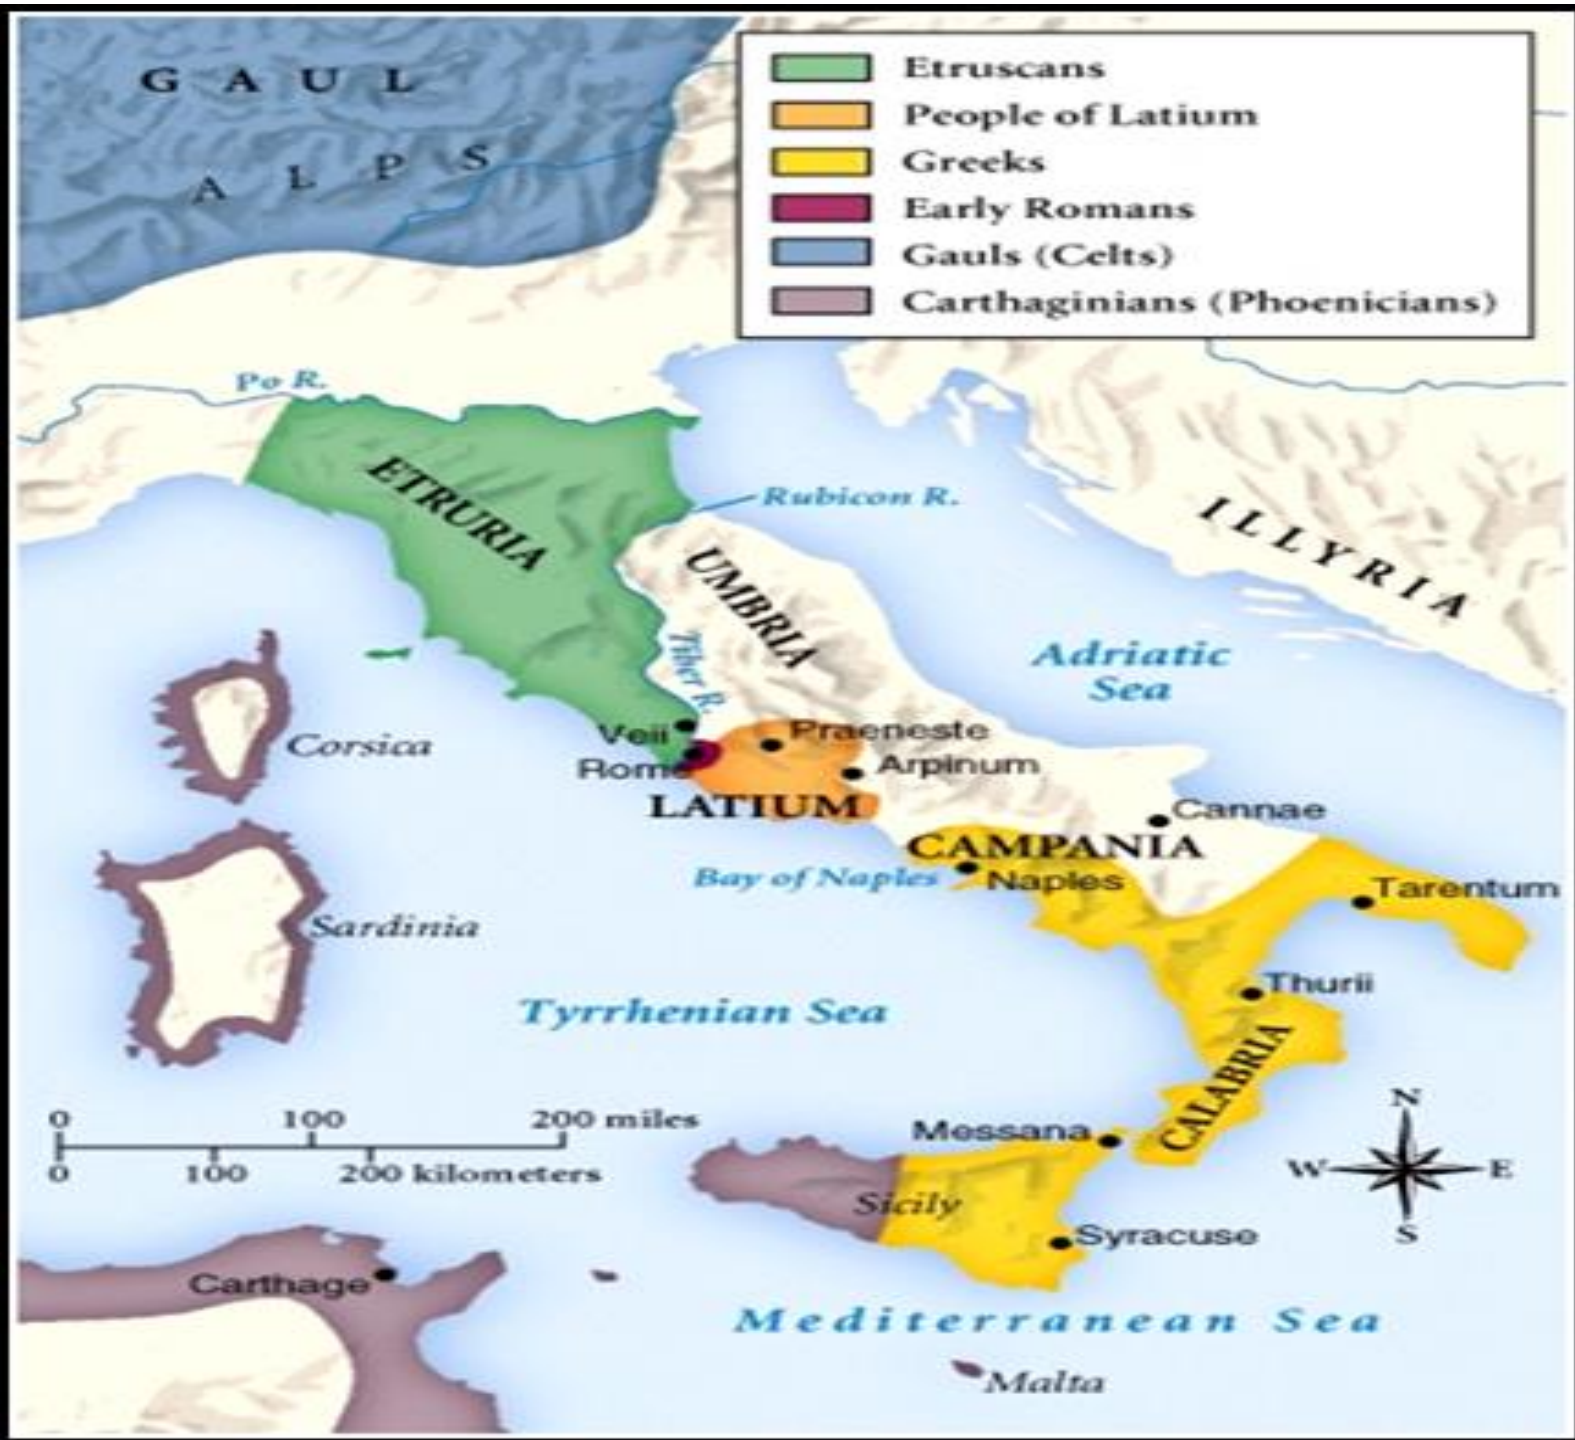 GAUL
ALPS
Etruscans
People of Latium
Greeks
Early Romans
Gauls (Celts)
Carthaginians (Phoenicians)
Po R.
ETRURIA
Rubicon R.
UMBRIA
ILLYRIA
Tiber R.
Adriatic
Sea
Veii
Praeneste
Rome
Arpinum
Corsica
LATIUM
Cannae
CAMPANIA
Bay of Naples
Naples
Tarentum
Sardinia
Thurii
Tyrrhenian Sea
CALABRIA
0 100 200 miles
0 100 200 kilometers
Messana
N
W E
S
Sicily
Syracuse
Carthage
Mediterranean Sea
Malta